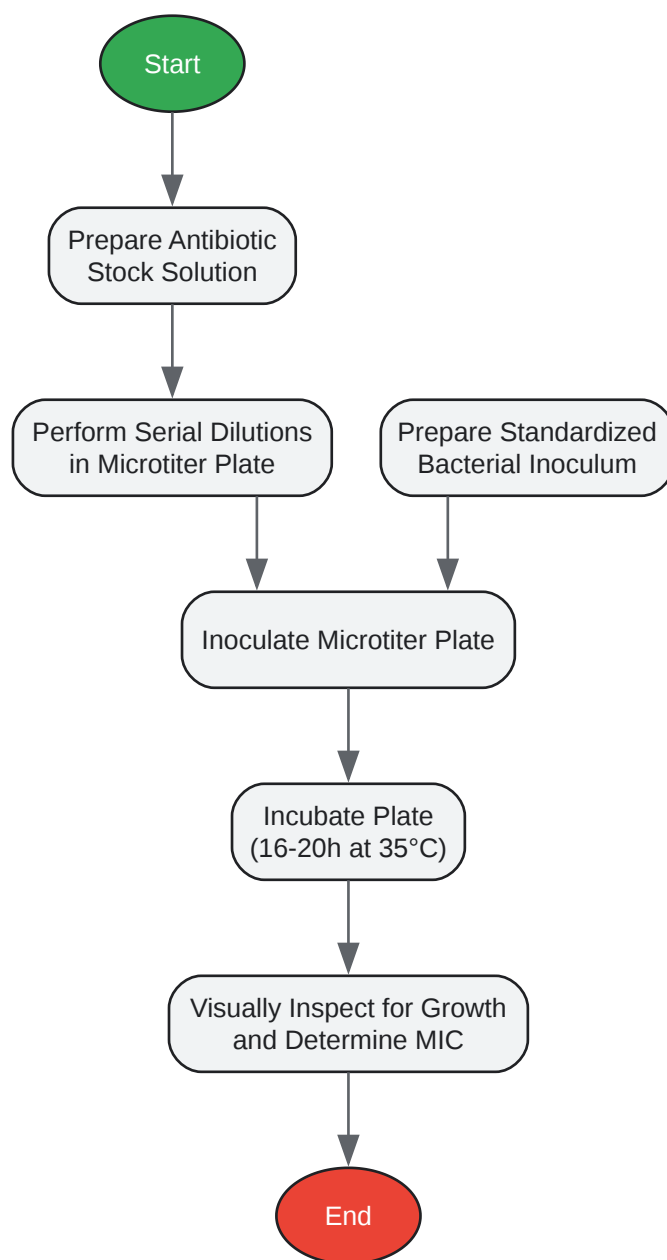 Start
Prepare Antibiotic
Stock Solution
Perform Serial Dilutions
in Microtiter Plate
Prepare Standardized
Bacterial Inoculum
Inoculate Microtiter Plate
Incubate Plate
(16-20h at 35°C)
Visually Inspect for Growth
and Determine MIC
End